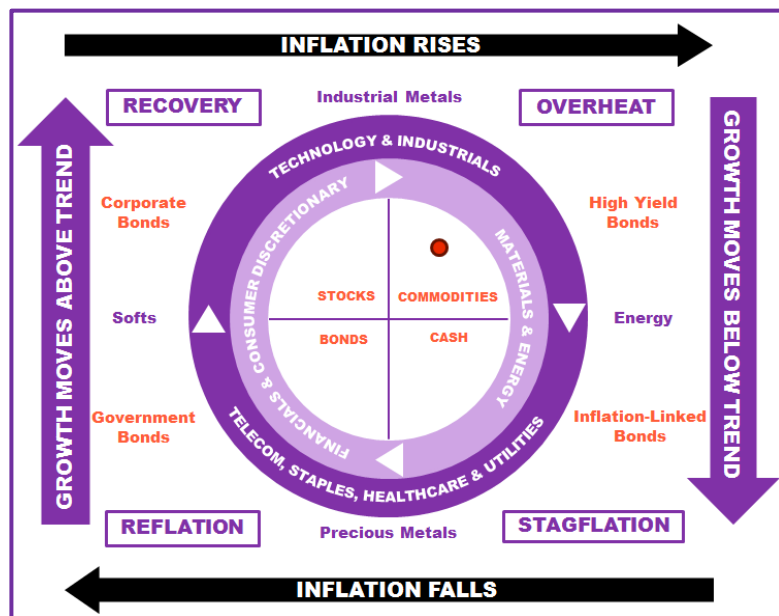 INFLATION RISES
RECOVERY
Industrial Metals
OVERHEAT
GROWTH MOVES ABOVE TREND
GROWTH MOVES BELOW TREND
TECHNOLOGY & INDUSTRIALS
FINANCIALS & CONSUMER DISCRETIONARY
MATERIALS & ENERGY
Corporate
Bonds
High Yield
Bonds
STOCKS
COMMODITIES
Softs
Energy
BONDS
CASH
Government
Bonds
Inflation-Linked
Bonds
TELECOM, STAPLES, HEALTHCARE & UTILITIES
REFLATION
Precious Metals
STAGFLATION
INFLATION FALLS